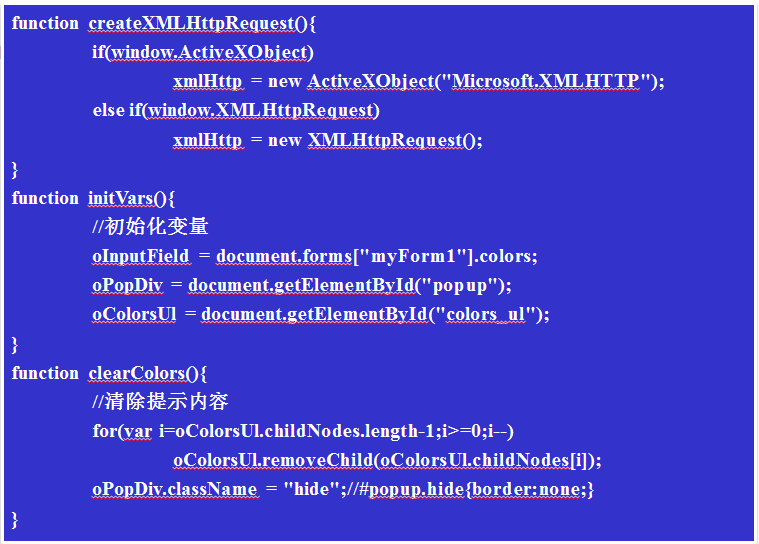 function createXMLHttpRequest(){
if(window.ActiveXObject)
xmlHttp = new ActiveXObject("Microsoft.XMLHTTP");
else if(window.XMLHttpRequest)
xmlHttp = new XMLHttpRequest();
}
function initVars(){
//初始化变量
oInputField = document.forms["myForm1"].colors;
oPopDiv = document.getElementById("popup");
oColorsUl = document.getElementById("colors_ul");
}
function clearColors(){
//清除提示内容
for(var i=oColorsUl.childNodes.length-1;i>=0;i--)
oColorsUl.removeChild(oColorsUl.childNodes[i]);
oPopDiv.className = "hide";//#popup.hide{border:none;}
}